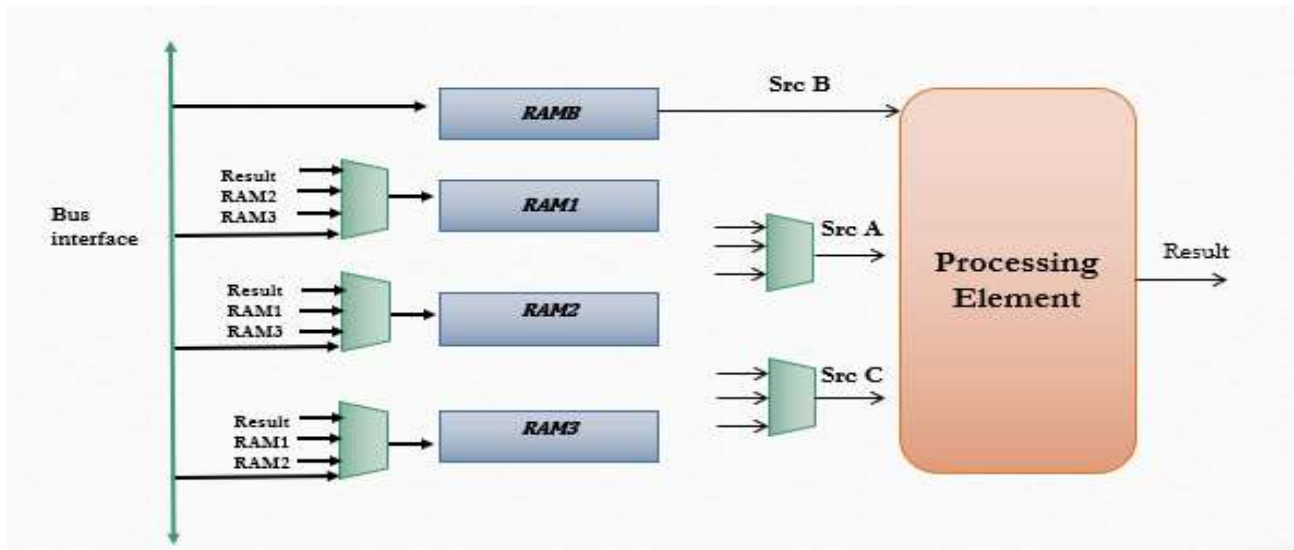 Src B
RAMB
Result
RAM2
RAM3
RAM1
Bus
interface
Src A
Processing
Element
Result
Result
RAM1
RAM3
RAM2
Src C
Result
RAM1
RAM2
RAM3